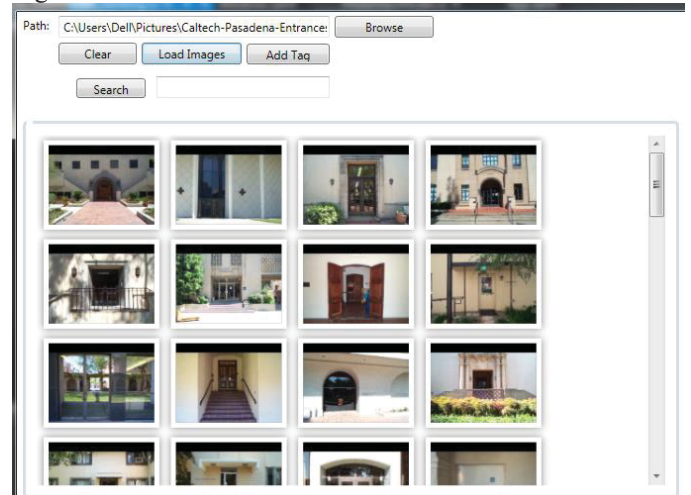 Path: C:\Users\Dell\Pictures\Caltech-Pasadena-Entrance: Browse
Clear Load Images Add Tag
Search